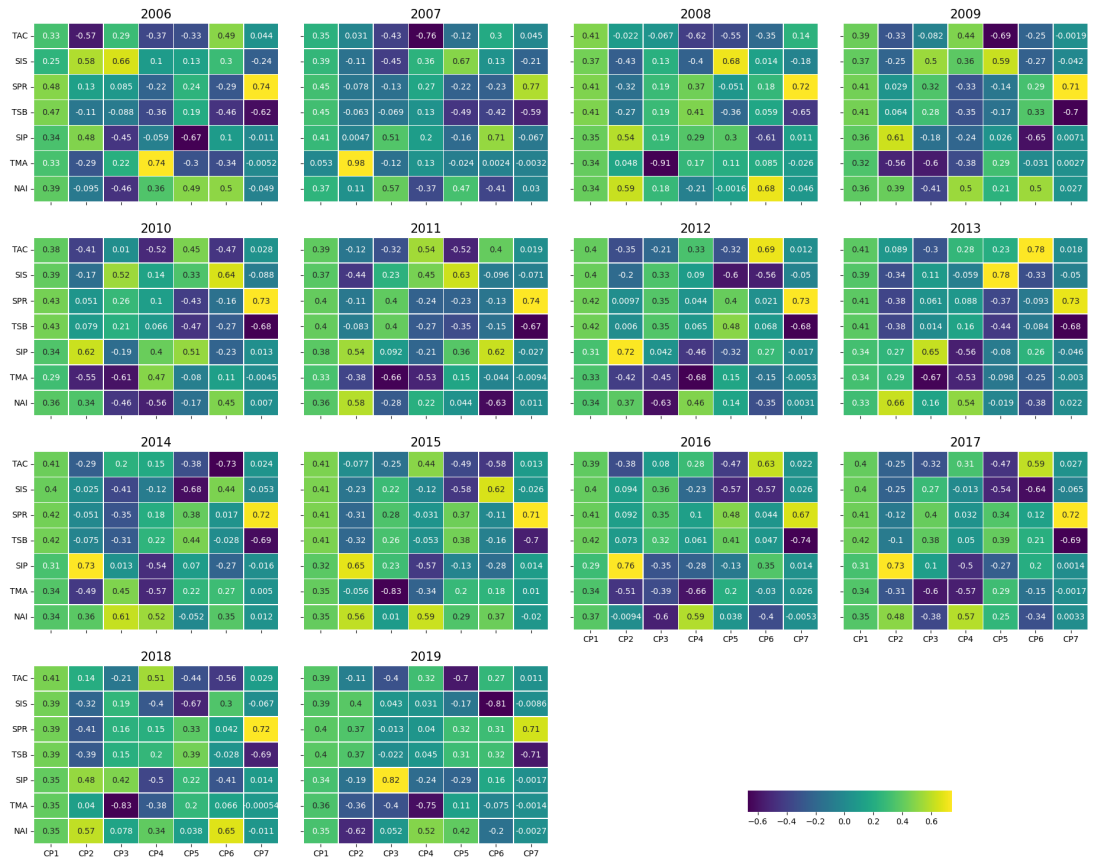 2006 2007 2008 2009
TAC 0.33 -0.57 0.29 -0.37 -0.33 0.49 0.044 0.35 0.031 -0.43 -0.76 -0.12 0.3 0.045 0.41 -0.022 -0.067 -0.62 -0.55 -0.35 0.14 0.39 -0.33 -0.082 0.44 -0.69 -0.25 -0.0019
SIS 0.25 0.58 0.66 0.1 0.13 0.3 -0.24 0.39 -0.11 -0.45 0.36 0.67 0.13 -0.21 0.37 -0.43 0.13 -0.4 0.68 0.014 -0.18 0.37 -0.25 0.5 0.36 0.59 -0.27 -0.042
SPR 0.48 0.13 0.085 -0.22 0.24 -0.29 0.74 0.45 -0.078 -0.13 0.27 -0.22 -0.23 0.77 0.41 -0.32 0.19 0.37 -0.051 0.18 0.72 0.41 0.029 0.31 -0.33 -0.14 0.29 0.71
TSB 0.47 -0.11 -0.088 -0.36 0.19 -0.46 -0.62 0.45 -0.063 -0.069 0.13 -0.49 -0.42 -0.59 0.41 -0.27 0.19 0.41 -0.36 0.059 -0.65 0.41 0.064 0.28 -0.35 -0.17 0.33 -0.7
SIP 0.34 0.48 -0.45 -0.059 -0.67 0.1 -0.011 0.41 0.0047 0.51 0.2 -0.16 0.71 -0.067 0.35 0.54 0.19 0.29 0.3 -0.61 0.011 0.36 0.61 -0.18 -0.24 0.026 -0.65 0.0071
TMA 0.33 -0.29 0.22 0.74 -0.3 -0.34 -0.0052 0.053 0.98 -0.12 0.13 -0.024 0.0024 -0.0032 0.34 0.048 -0.91 0.17 0.11 0.085 -0.026 0.32 -0.56 -0.6 -0.38 0.29 -0.031 0.0027
NAI 0.39 -0.095 -0.46 0.36 0.49 0.5 -0.049 0.37 0.11 0.57 -0.37 0.47 -0.41 0.03 0.34 0.59 0.18 -0.21 -0.0016 0.68 -0.046 0.36 0.39 -0.41 0.5 0.21 0.5 0.027
2010 2011 2012 2013
TAC 0.38 -0.41 0.01 -0.52 0.45 -0.47 0.028 0.39 -0.12 -0.32 0.54 -0.52 0.4 0.019 0.4 -0.35 -0.21 0.33 -0.32 0.69 0.012 0.41 0.089 -0.3 0.28 0.23 0.78 0.018
SIS 0.39 -0.17 0.52 0.14 0.33 0.64 -0.088 0.37 -0.44 0.23 0.45 0.63 -0.096 -0.071 0.4 -0.2 0.33 0.09 -0.6 -0.56 -0.05 0.39 -0.34 0.11 -0.059 0.78 -0.33 -0.05
SPR 0.43 0.051 0.26 0.1 -0.43 -0.16 0.73 0.4 -0.11 0.4 -0.24 -0.23 -0.13 0.74 0.42 0.0097 0.35 0.044 0.4 0.021 0.73 0.41 -0.38 0.061 0.088 -0.37 -0.093 0.73
TSB 0.43 0.079 0.21 0.066 -0.47 -0.27 -0.68 0.4 -0.083 0.4 -0.27 -0.35 -0.15 -0.67 0.42 0.006 0.35 0.065 0.48 0.068 -0.68 0.41 -0.38 0.014 0.16 -0.44 -0.084 -0.68
SIP 0.34 0.62 -0.19 0.4 0.51 -0.23 0.013 0.38 0.54 0.092 -0.21 0.36 0.62 -0.027 0.31 0.72 0.042 -0.46 -0.32 0.27 -0.017 0.34 0.27 0.65 -0.56 -0.08 0.26 -0.046
TMA 0.29 -0.55 -0.61 0.47 -0.08 0.11 -0.0045 0.33 -0.38 -0.66 -0.53 0.15 -0.044 -0.0094 0.33 -0.42 -0.45 -0.68 0.15 -0.15 -0.0053 0.34 0.29 -0.67 -0.53 -0.098 -0.25 -0.003
NAI 0.36 0.34 -0.46 -0.56 -0.17 0.45 0.007 0.36 0.58 -0.28 0.22 0.044 -0.63 0.011 0.34 0.37 -0.63 0.46 0.14 -0.35 0.0031 0.34 0.66 0.16 0.54 -0.019 -0.38 0.022
2014 2015 2016 2017
TAC 0.41 -0.29 0.2 0.15 -0.38 -0.73 0.024 0.41 -0.077 -0.25 0.44 -0.49 -0.58 0.013 0.39 -0.38 0.08 0.28 -0.47 0.63 0.022 0.4 -0.25 -0.32 0.31 -0.47 0.59 0.027
SIS 0.4 -0.025 -0.41 -0.12 -0.68 0.44 -0.053 0.41 -0.23 0.22 -0.12 -0.58 0.62 -0.026 0.4 0.094 0.36 -0.23 -0.57 -0.57 0.026 0.4 -0.25 0.27 -0.013 -0.54 -0.64 -0.065
SPR 0.42 -0.051 -0.35 0.18 0.38 0.017 0.72 0.41 -0.31 0.28 -0.031 0.37 -0.11 0.71 0.41 0.092 0.35 0.1 0.48 0.044 0.67 0.41 -0.12 0.4 0.032 0.34 0.12 0.72
TSB 0.42 -0.075 -0.31 0.22 0.44 -0.028 -0.69 0.41 -0.32 0.26 -0.053 0.38 -0.16 -0.7 0.42 0.073 0.32 0.061 0.41 0.047 -0.74 0.42 -0.1 0.38 0.05 0.39 0.21 -0.69
SIP 0.31 0.73 0.013 -0.54 0.07 -0.27 -0.016 0.32 0.65 0.23 -0.57 -0.13 -0.28 0.014 0.29 0.76 -0.35 -0.28 -0.13 0.35 0.014 0.31 0.73 0.1 -0.5 -0.27 0.2 0.0014
TMA 0.34 -0.49 0.45 -0.57 0.22 0.27 0.005 0.35 -0.056 -0.83 -0.34 0.2 0.18 0.01 0.34 -0.51 -0.39 -0.66 0.2 -0.03 0.026 0.34 -0.31 -0.6 -0.57 0.29 -0.15 -0.0017
NAI 0.34 0.36 0.61 0.52 -0.052 0.35 0.012 0.35 0.56 0.01 0.59 0.29 0.37 -0.02 0.37 -0.0094 -0.6 0.59 0.038 -0.4 -0.0053 0.35 0.48 -0.38 0.57 0.25 -0.34 0.0033
CP1 CP2 CP3 CP4 CP5 CP6 CP7 CP1 CP2 CP3 CP4 CP5 CP6 CP7
2018 2019
TAC 0.41 0.14 -0.21 0.51 -0.44 -0.56 0.029 0.39 -0.11 -0.4 0.32 -0.7 0.27 0.011
SIS 0.39 -0.32 0.19 -0.4 -0.67 0.3 -0.067 0.39 0.4 0.043 0.031 -0.17 -0.81 -0.0086
SPR 0.39 -0.41 0.16 0.15 0.33 0.042 0.72 0.4 0.37 -0.013 0.04 0.32 0.31 0.71
TSB 0.39 -0.39 0.15 0.2 0.39 -0.028 -0.69 0.4 0.37 -0.022 0.045 0.31 0.32 -0.71
SIP 0.35 0.48 0.42 -0.5 0.22 -0.41 0.014 0.34 -0.19 0.82 -0.24 -0.29 0.16 -0.0017
TMA 0.35 0.04 -0.83 -0.38 0.2 0.066 -0.00054 0.36 -0.36 -0.4 -0.75 0.11 -0.075 -0.0014
NAI 0.35 0.57 0.078 0.34 0.038 0.65 -0.011 0.35 -0.62 0.052 0.52 0.42 -0.2 -0.0027
CP1 CP2 CP3 CP4 CP5 CP6 CP7 CP1 CP2 CP3 CP4 CP5 CP6 CP7
−0.6 −0.4 −0.2 0.0 0.2 0.4 0.6